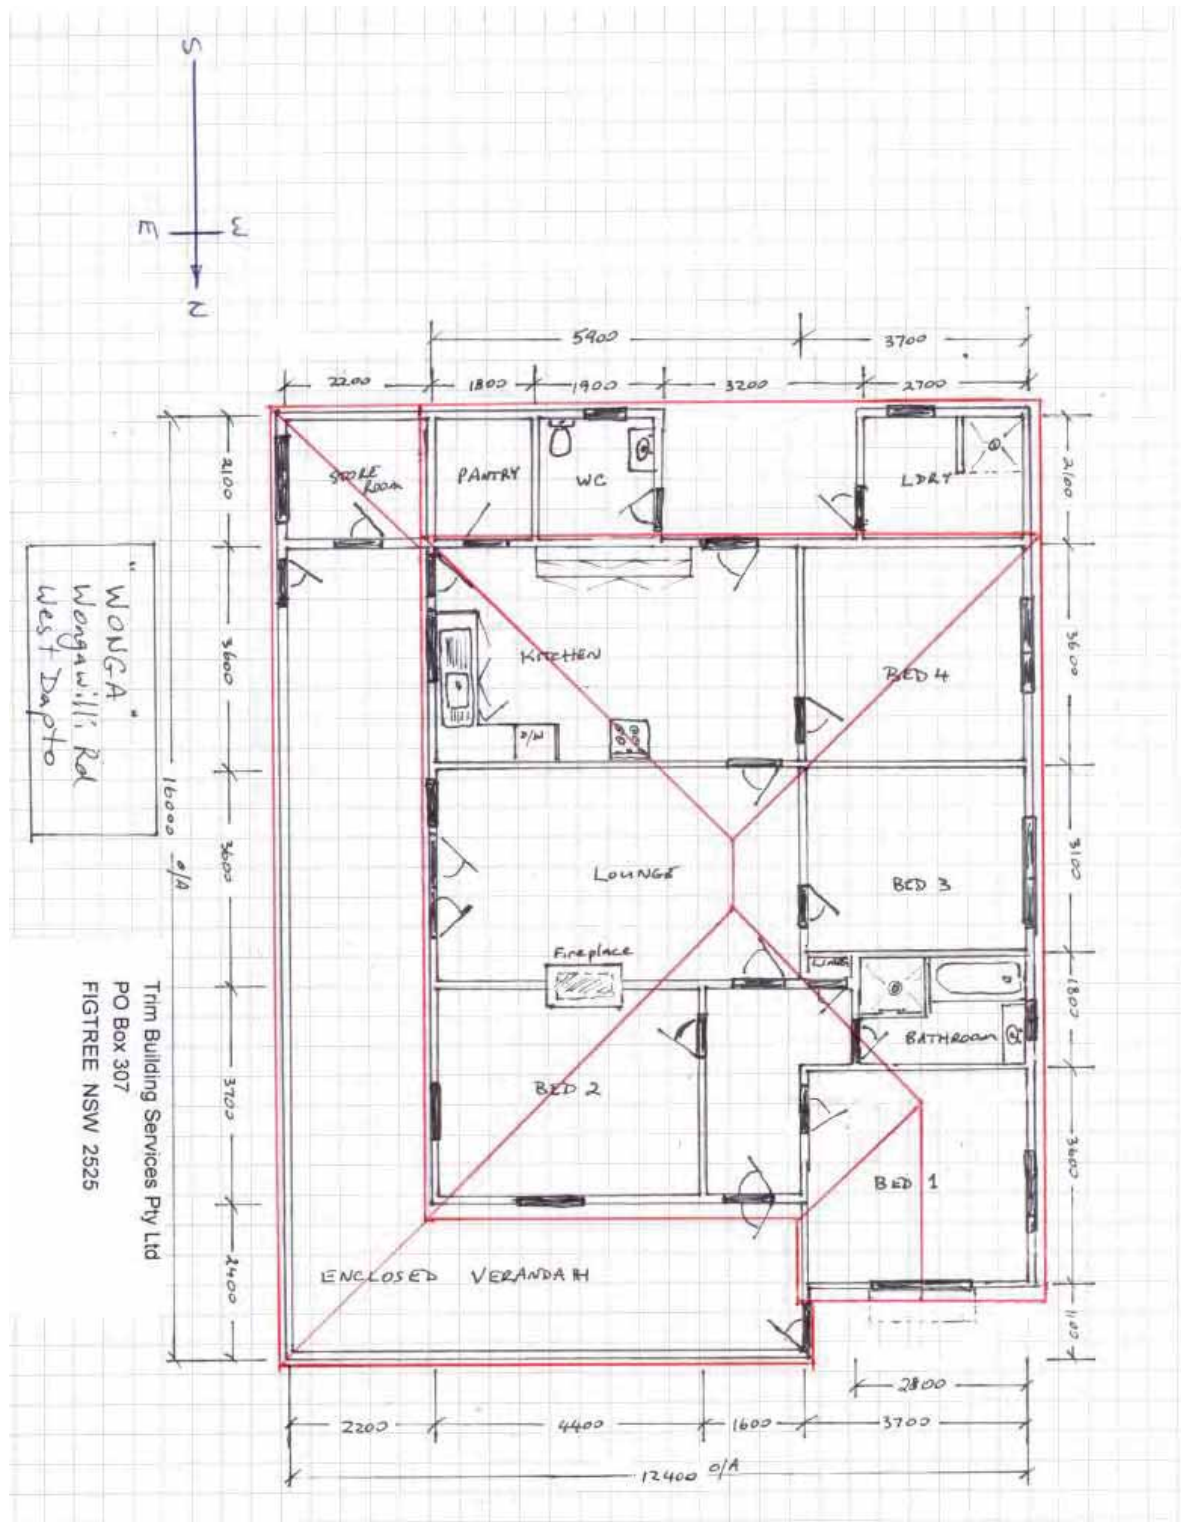 S
E
W
N
5900
3700
2200
1800
1900
3200
2700
16000 o/A
2100
3600
3600
3700
2400
2100
3600
3100
1800
3600
1100
STORE ROOM
PANTRY
WC
LDRY
KITCHEN
D/W
BED 4
LOUNGE
BED 3
Fireplace
LINEN
BATHROOM
BED 2
BED 1
ENCLOSED VERANDAH
2800
2200
4400
1600
3700
12400 o/A
"WONGA"
Wongawilli Rd
West Dapto
Trim Building Services Pty Ltd
PO Box 307
FIGTREE NSW 2525